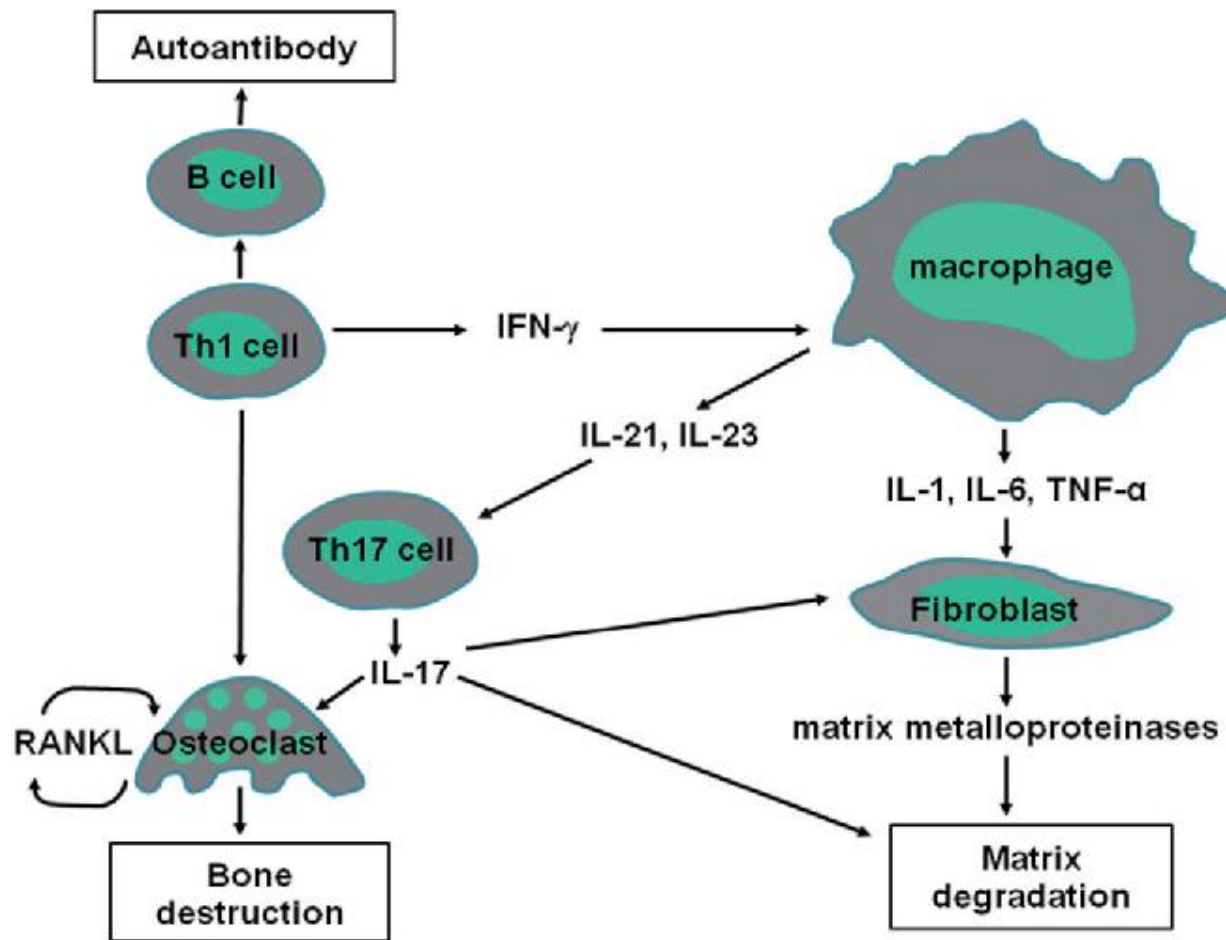 Autoantibody
B cell
Th1 cell
IFN-γ
macrophage
IL-21, IL-23
IL-1, IL-6, TNF-α
Th17 cell
Fibroblast
IL-17
RANKL
Osteoclast
matrix metalloproteinases
Bone
destruction
Matrix
degradation